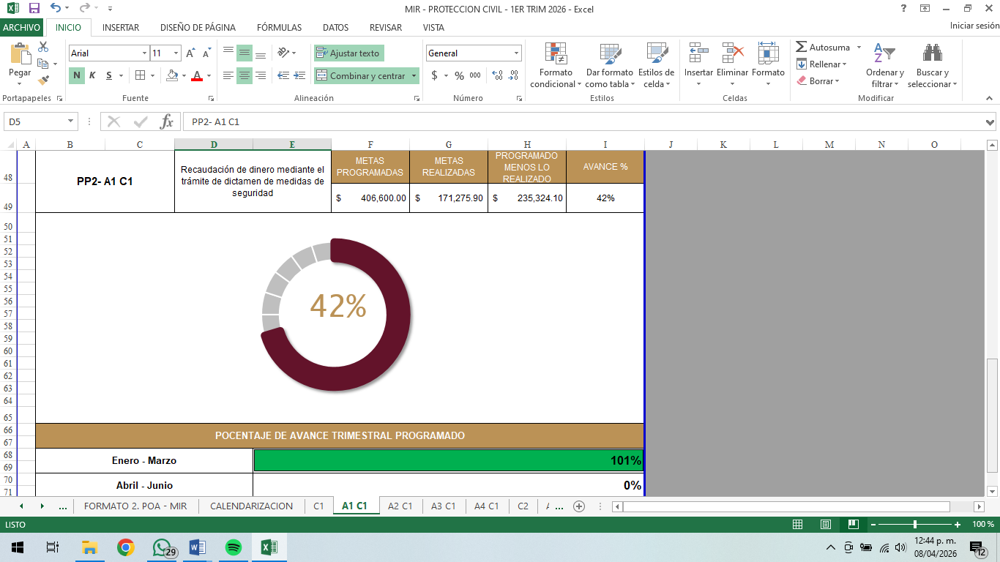 MIR - PROTECCION CIVIL - 1ER TRIM 2026 - Excel
ARCHIVO INICIO INSERTAR DISEÑO DE PÁGINA FÓRMULAS DATOS REVISAR VISTA Iniciar sesión
Pegar
Portapapeles
Arial 11
N K S
Fuente
Ajustar texto
Combinar y centrar
Alineación
General
$ % 000
Número
Formato condicional
Dar formato como tabla
Estilos de celda
Estilos
Insertar Eliminar Formato
Celdas
Autosuma
Rellenar
Borrar
Ordenar y filtrar
Buscar y seleccionar
Modificar
D5 fx PP2- A1 C1
A B C D E F G H I J K L M N O
48
49
50
51
52
53
54
55
56
57
58
59
60
61
62
63
64
65
66
67
68
69
70
71
PP2- A1 C1
Recaudación de dinero mediante el
trámite de dictamen de medidas de
seguridad
METAS
PROGRAMADAS
METAS
REALIZADAS
PROGRAMADO
MENOS LO
REALIZADO
AVANCE %
$ 406,600.00 $ 171,275.90 $ 235,324.10 42%
42%
POCENTAJE DE AVANCE TRIMESTRAL PROGRAMADO
Enero - Marzo 101%
Abril - Junio 0%
... FORMATO 2. POA - MIR CALENDARIZACION C1 A1 C1 A2 C1 A3 C1 A4 C1 C2 ...
LISTO 100 %
29
12:44 p. m.
08/04/2026
12